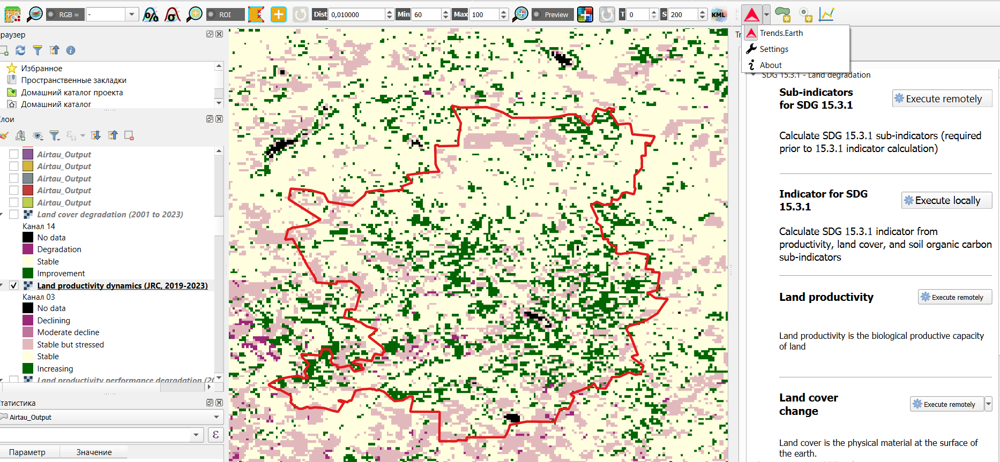 RGB =
-
ROI
Dist 0,010000
Min 60
Max 100
Preview
T 0
S 200
KML
раузер
Избранное
Пространственные закладки
Домашний каталог проекта
Домашний каталог
лои
Airtau_Output
Airtau_Output
Airtau_Output
Airtau_Output
Airtau_Output
Land cover degradation (2001 to 2023)
Канал 14
No data
Degradation
Stable
Improvement
Land productivity dynamics (JRC, 2019-2023)
Канал 03
No data
Declining
Moderate decline
Stable but stressed
Stable
Increasing
Land productivity performance degradation (20
татистика
Airtau_Output
ε
Параметр
Значение
Tr
Trends.Earth
Settings
About
SDG 15.3.1 - Land degradation
Sub-indicators
for SDG 15.3.1
Execute remotely
Calculate SDG 15.3.1 sub-indicators (required
prior to 15.3.1 indicator calculation)
Indicator for SDG
15.3.1
Execute locally
Calculate SDG 15.3.1 indicator from
productivity, land cover, and soil organic carbon
sub-indicators
Land productivity
Execute remotely
Land productivity is the biological productive capacity
of land
Land cover
change
Execute remotely
Land cover is the physical material at the surface of
the earth.